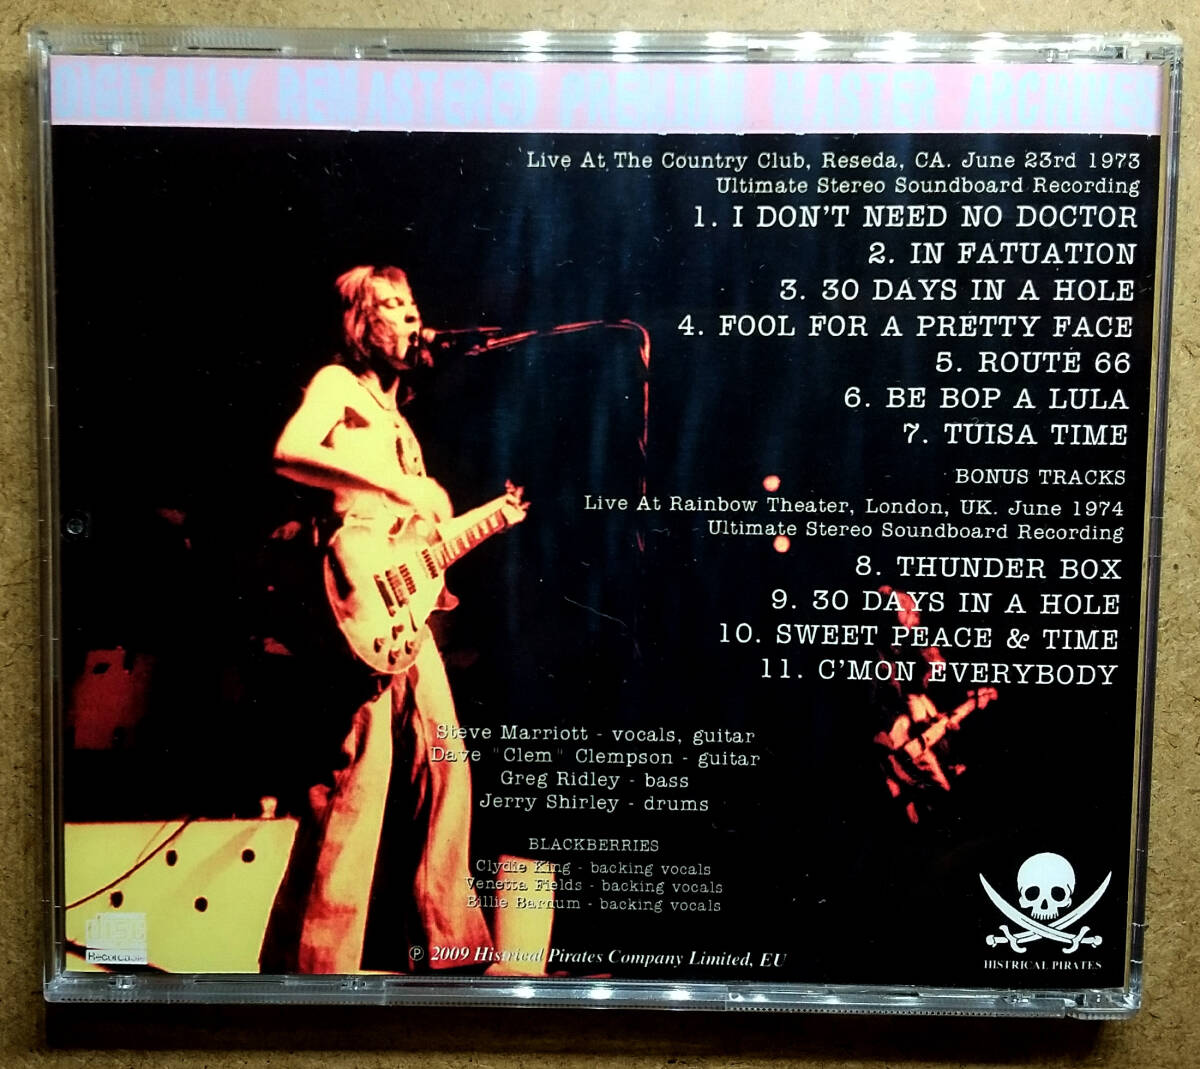 DIGITALLY REMASTERED PREMIUM MASTER ARCHIVES
Live At The Country Club, Reseda, CA. June 23rd 1973
Ultimate Stereo Soundboard Recording
1. I DON'T NEED NO DOCTOR
2. IN FATUATION
3. 30 DAYS IN A HOLE
4. FOOL FOR A PRETTY FACE
5. ROUTE 66
6. BE BOP A LULA
7. TUISA TIME
BONUS TRACKS
Live At Rainbow Theater, London, UK. June 1974
Ultimate Stereo Soundboard Recording
8. THUNDER BOX
9. 30 DAYS IN A HOLE
10. SWEET PEACE & TIME
11. C'MON EVERYBODY
Steve Marriott - vocals, guitar
Dave "Clem" Clempson - guitar
Greg Ridley - bass
Jerry Shirley - drums
BLACKBERRIES
Clydie King - backing vocals
Venetta Fields - backing vocals
Billie Barnum - backing vocals
℗ 2009 Histrical Pirates Company Limited, EU
disc
Recordable
HISTRICAL PIRATES